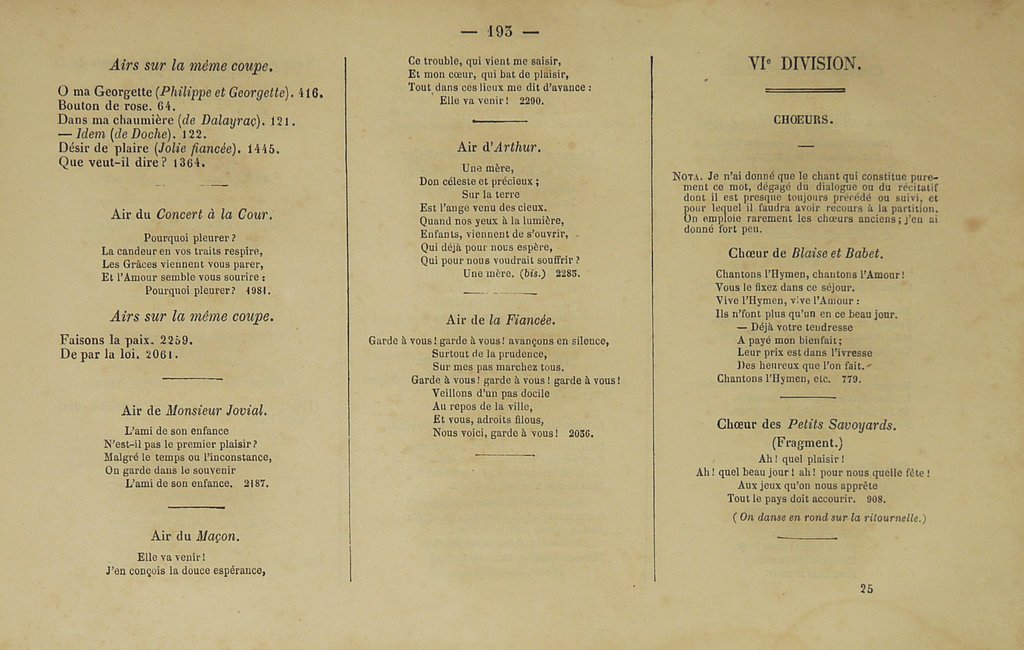 — 193 —
Airs sur la même coupe.
O ma Georgette (Philippe et Georgette). 416.
Bouton de rose. 64.
Dans ma chaumière (de Dalayrac). 121.
— Idem (de Doche). 122.
Désir de plaire (Jolie fiancée). 1445.
Que veut-il dire ? 1364.
Air du Concert à la Cour.
Pourquoi pleurer ?
La candeur en vos traits respire,
Les Grâces viennent vous parer,
Et l'Amour semble vous sourire :
Pourquoi pleurer ? 1981.
Airs sur la même coupe.
Faisons la paix. 2259.
De par la loi. 2061.
Air de Monsieur Jovial.
L'ami de son enfance
N'est-il pas le premier plaisir ?
Malgré le temps ou l'inconstance,
On garde dans le souvenir
L'ami de son enfance. 2187.
Air du Maçon.
Elle va venir !
J'en conçois la douce espérance,
Ce trouble, qui vient me saisir,
Et mon cœur, qui bat de plaisir,
Tout dans ces lieux me dit d'avance :
Elle va venir ! 2290.
Air d'Arthur.
Une mère,
Don céleste et précieux ;
Sur la terre
Est l'ange venu des cieux.
Quand nos yeux à la lumière,
Enfants, viennent de s'ouvrir,
Qui déjà pour nous espère,
Qui pour nous voudrait souffrir ?
Une mère. (bis.) 2283.
Air de la Fiancée.
Garde à vous ! garde à vous ! avançons en silence,
Surtout de la prudence,
Sur mes pas marchez tous.
Garde à vous ! garde à vous ! garde à vous !
Veillons d'un pas docile
Au repos de la ville,
Et vous, adroits filous,
Nous voici, garde à vous ! 2036.
VIe DIVISION.
CHŒURS.
—
NOTA. Je n'ai donné que le chant qui constitue pure-
ment ce mot, dégagé du dialogue ou du récitatif
dont il est presque toujours précédé ou suivi, et
pour lequel il faudra avoir recours à la partition.
On emploie rarement les chœurs anciens ; j'en ai
donné fort peu.
Chœur de Blaise et Babet.
Chantons l'Hymen, chantons l'Amour !
Vous le fixez dans ce séjour.
Vive l'Hymen, vive l'Amour :
Ils n'font plus qu'un en ce beau jour.
— Déjà votre tendresse
A payé mon bienfait ;
Leur prix est dans l'ivresse
Des heureux que l'on fait.
Chantons l'Hymen, etc. 779.
Chœur des Petits Savoyards.
(Fragment.)
Ah ! quel plaisir !
Ah ! quel beau jour ! ah ! pour nous quelle fête !
Aux jeux qu'on nous apprête
Tout le pays doit accourir. 908.
(On danse en rond sur la ritournelle.)
25